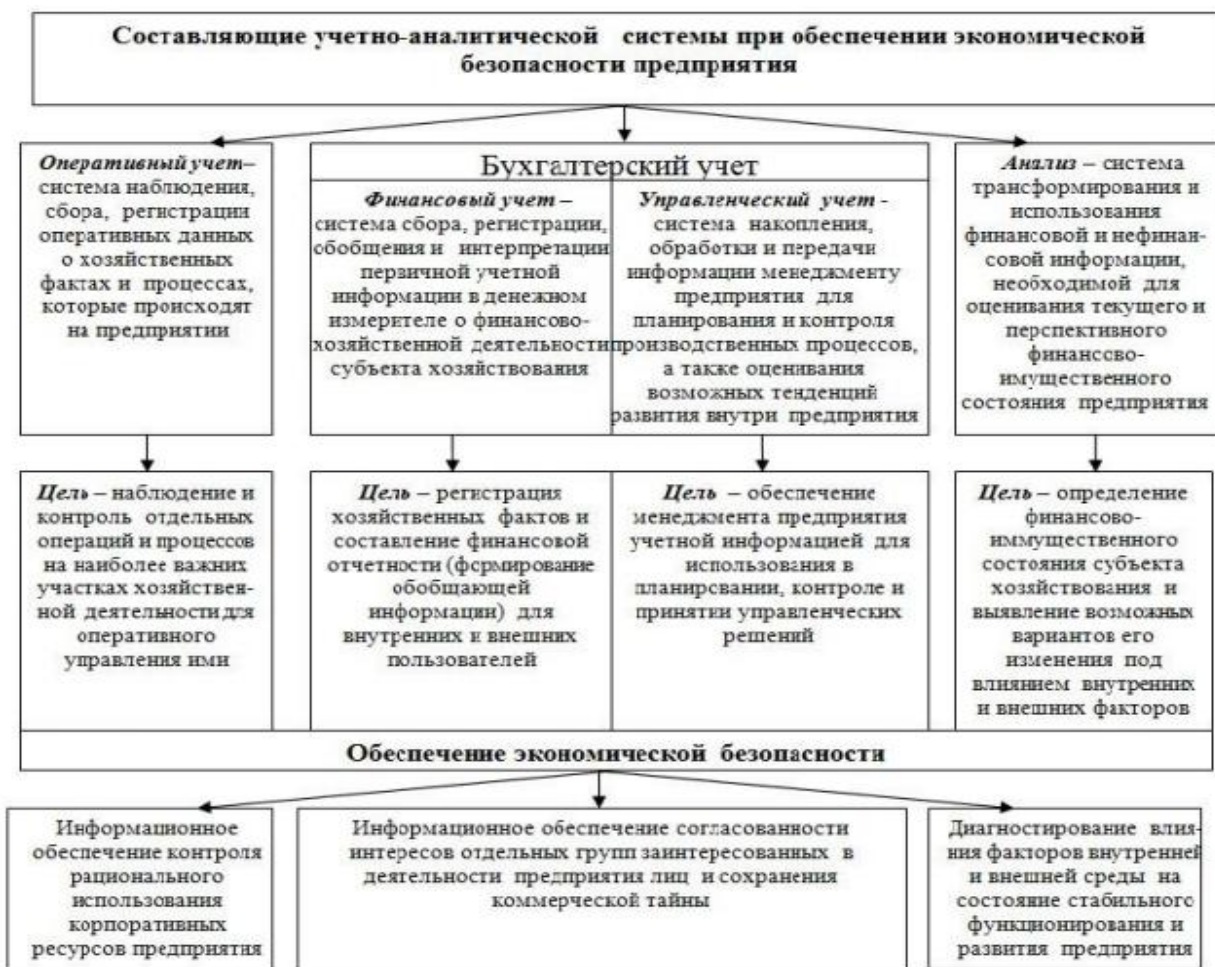 Составляющие учетно-аналитической системы при обеспечении экономической
безопасности предприятия
Оперативный учет–
система наблюдения,
сбора, регистрации
оперативных данных
о хозяйственных
фактах и процессах,
которые происходят
на предприятии
Бухгалтерский учет
Финансовый учет –
система сбора, регистрации,
обобщения и интерпретации
первичной учетной
информации в денежном
измерителе о финансово-
хозяйственной деятельности
субъекта хозяйствования
Управленческий учет -
система накопления,
обработки и передачи
информации менеджменту
предприятия для
планирования и контроля
производственных процессов,
а также оценивания
возможных тенденций
развития внутри предприятия
Анализ – система
трансформирования и
использования
финансовой и нефинан-
совой информации,
необходимой для
оценивания текущего и
перспективного
финансово-
имущественного
состояния предприятия
Цель – наблюдение и
контроль отдельных
операций и процессов
на наиболее важних
участках хозяйствен-
ной деятельности для
оперативного
управления ими
Цель – регистрация
хозяйственных фактов и
составление финансовой
отчетности (формирование
обобщающей
информации) для
внутренних и внешних
пользователей
Цель – обеспечение
менеджмента предприятия
учетной информацией для
использования в
планировании, контроле и
принятии управленческих
решений
Цель – определение
финансово-
иммущественного
состояния субъекта
хозяйствования и
выявление возможных
вариантов его
изменения под
влиянием внутренних
и внешних факторов
Обеспечение экономической безопасности
Информационное
обеспечение контроля
рационального
использования
корпоративных
ресурсов предприятия
Информационное обеспечение согласованности
интересов отдельных групп заинтересованных в
деятельности предприятия лиц и сохранения
коммерческой тайны
Диагностирование влия-
ния факторов внутренней
и внешней среды на
состояние стабильного
функционирования и
развития предприятия